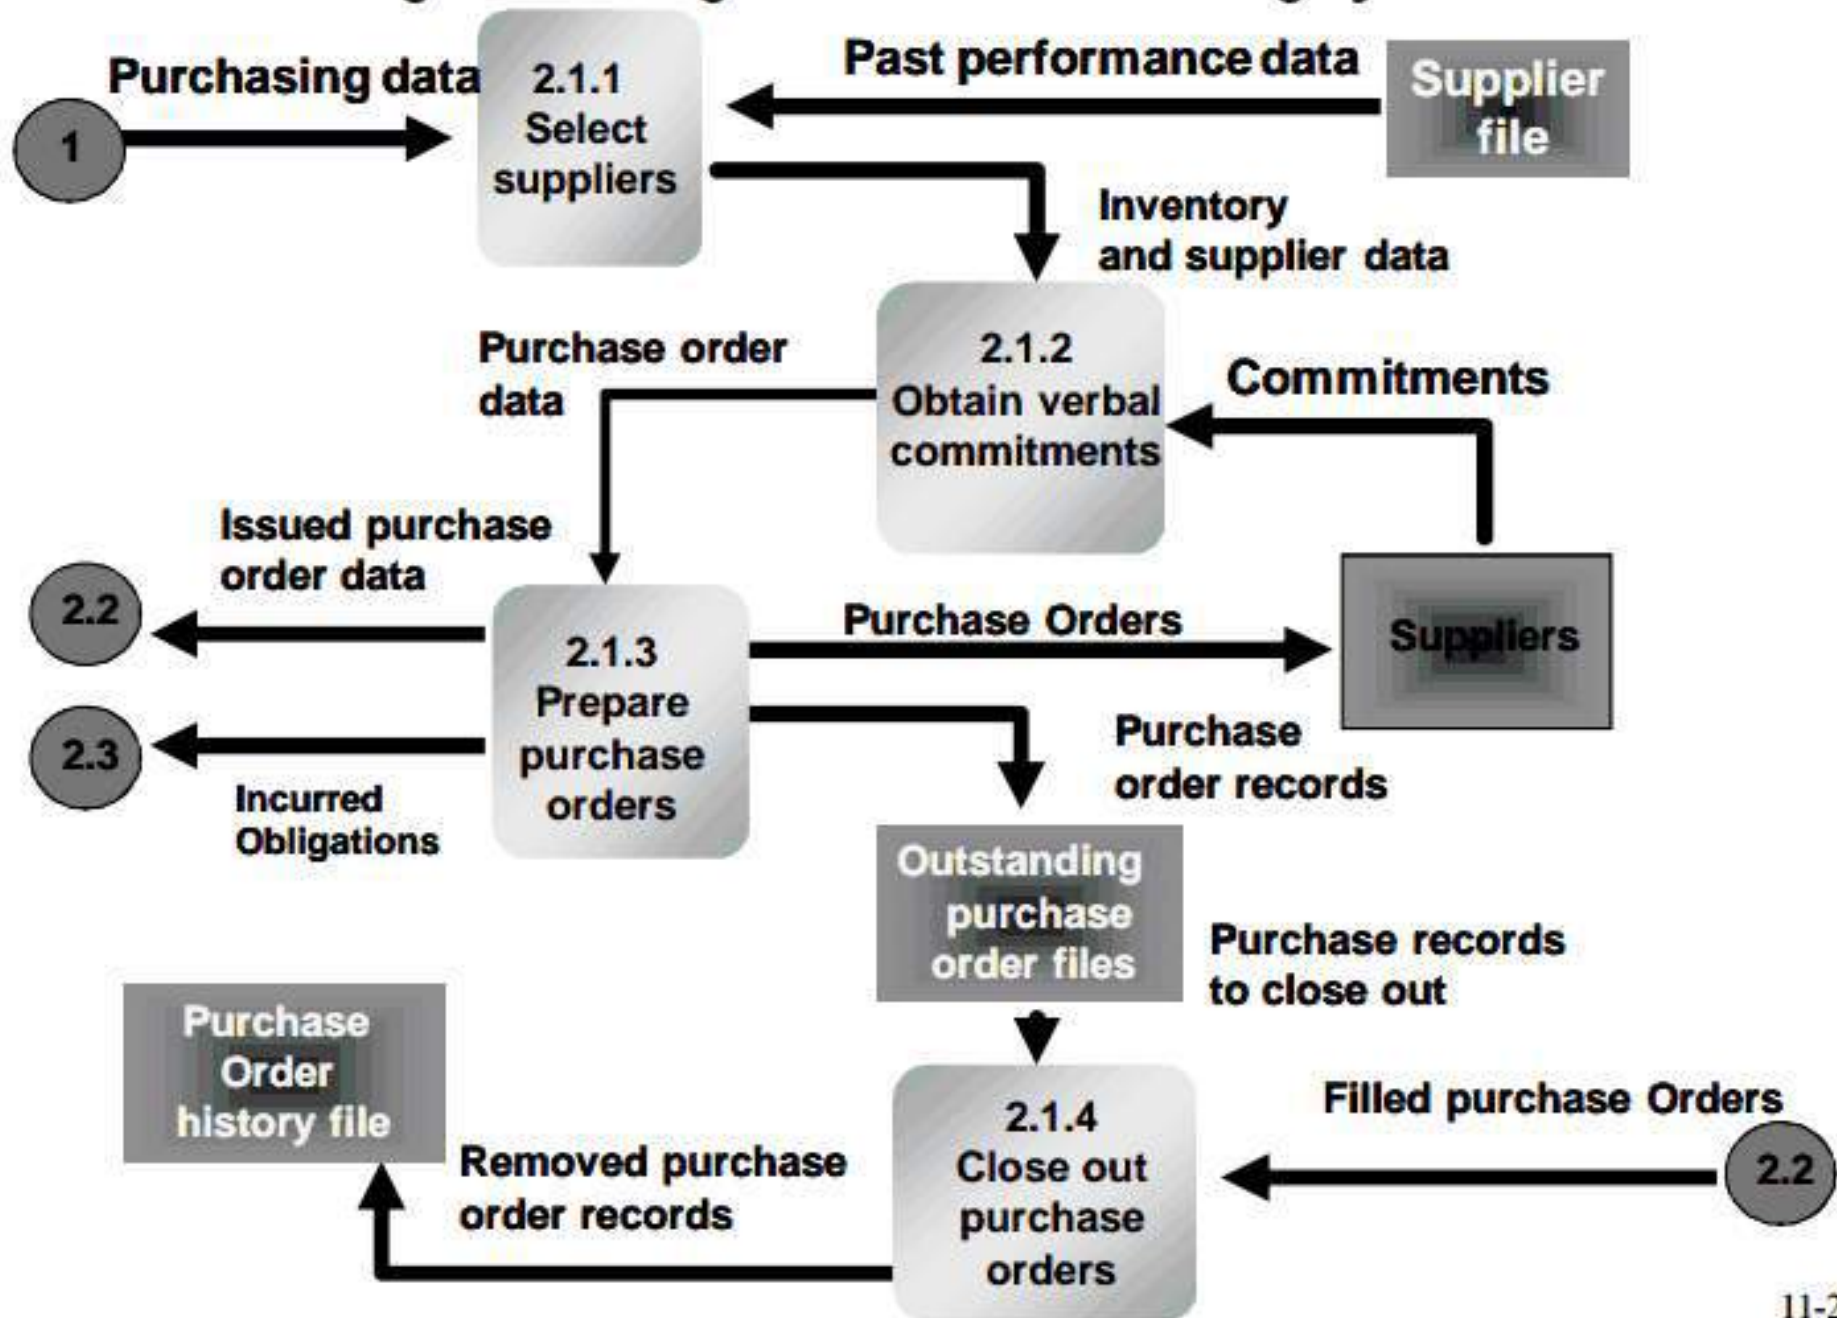 Purchasing data
1
2.1.1
Select
suppliers
Past performance data
Supplier
file
Inventory
and supplier data
Purchase order
data
2.1.2
Obtain verbal
commitments
Commitments
Issued purchase
order data
2.2
2.1.3
Prepare
purchase
orders
Purchase Orders
Suppliers
2.3
Incurred
Obligations
Purchase
order records
Outstanding
purchase
order files
Purchase records
to close out
Purchase
Order
history file
2.1.4
Close out
purchase
orders
Filled purchase Orders
2.2
Removed purchase
order records
11-2